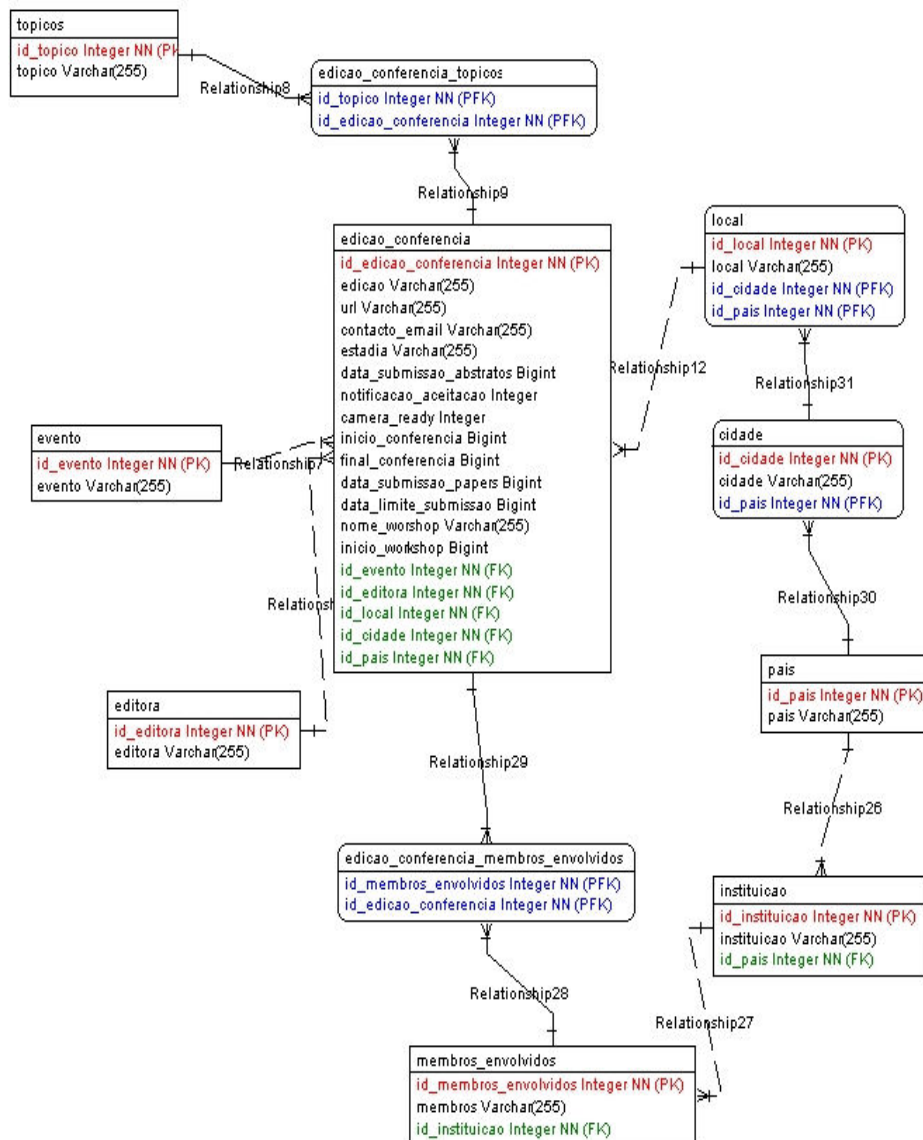 topicos
id_topico Integer NN (PK
topico Varchar(255)
Relationship8
edicao_conferencia_topicos
id_topico Integer NN (PFK)
id_edicao_conferencia Integer NN (PFK)
Relationship9
edicao_conferencia
id_edicao_conferencia Integer NN (PK)
edicao Varchar(255)
url Varchar(255)
contacto_email Varchar(255)
estadia Varchar(255)
data_submissao_abstratos Bigint
notificacao_aceitacao Integer
camera_ready Integer
inicio_conferencia Bigint
final_conferencia Bigint
data_submissao_papers Bigint
data_limite_submissao Bigint
nome_worshop Varchar(255)
inicio_workshop Bigint
id_evento Integer NN (FK)
id_editora Integer NN (FK)
id_local Integer NN (FK)
id_cidade Integer NN (FK)
id_pais Integer NN (FK)
local
id_local Integer NN (PK)
local Varchar(255)
id_cidade Integer NN (PFK)
id_pais Integer NN (PFK)
Relationship12
Relationship31
cidade
id_cidade Integer NN (PK)
cidade Varchar(255)
id_pais Integer NN (PFK)
evento
id_evento Integer NN (PK)
evento Varchar(255)
Relationship7
Relationship
Relationship30
pais
id_pais Integer NN (PK)
pais Varchar(255)
editora
id_editora Integer NN (PK)
editora Varchar(255)
Relationship29
Relationship26
edicao_conferencia_membros_envolvidos
id_membros_envolvidos Integer NN (PFK)
id_edicao_conferencia Integer NN (PFK)
instituicao
id_instituicao Integer NN (PK)
instituicao Varchar(255)
id_pais Integer NN (FK)
Relationship28
Relationship27
membros_envolvidos
id_membros_envolvidos Integer NN (PK)
membros Varchar(255)
id_instituicao Integer NN (FK)